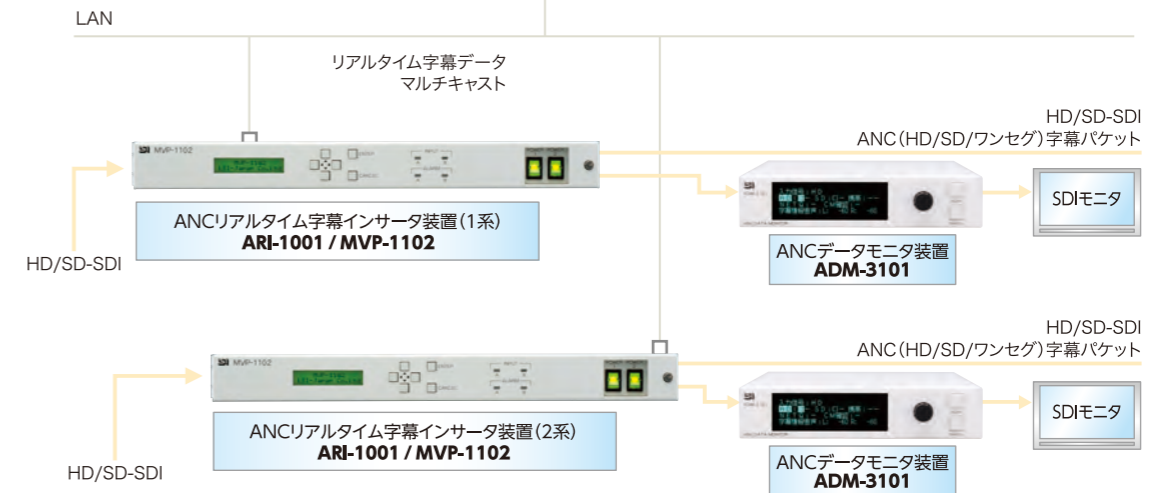 LAN
リアルタイム字幕データ
マルチキャスト
HD/SD-SDI
ANC(HD/SD/ワンセグ)字幕パケット
MVP-1102
SDIモニタ
ANCリアルタイム字幕インサータ装置(1系)
ARI-1001 / MVP-1102
HD/SD-SDI
ANCデータモニタ装置
ADM-3101
HD/SD-SDI
ANC(HD/SD/ワンセグ)字幕パケット
MVP-1102
SDIモニタ
ANCリアルタイム字幕インサータ装置(2系)
ARI-1001 / MVP-1102
HD/SD-SDI
ANCデータモニタ装置
ADM-3101